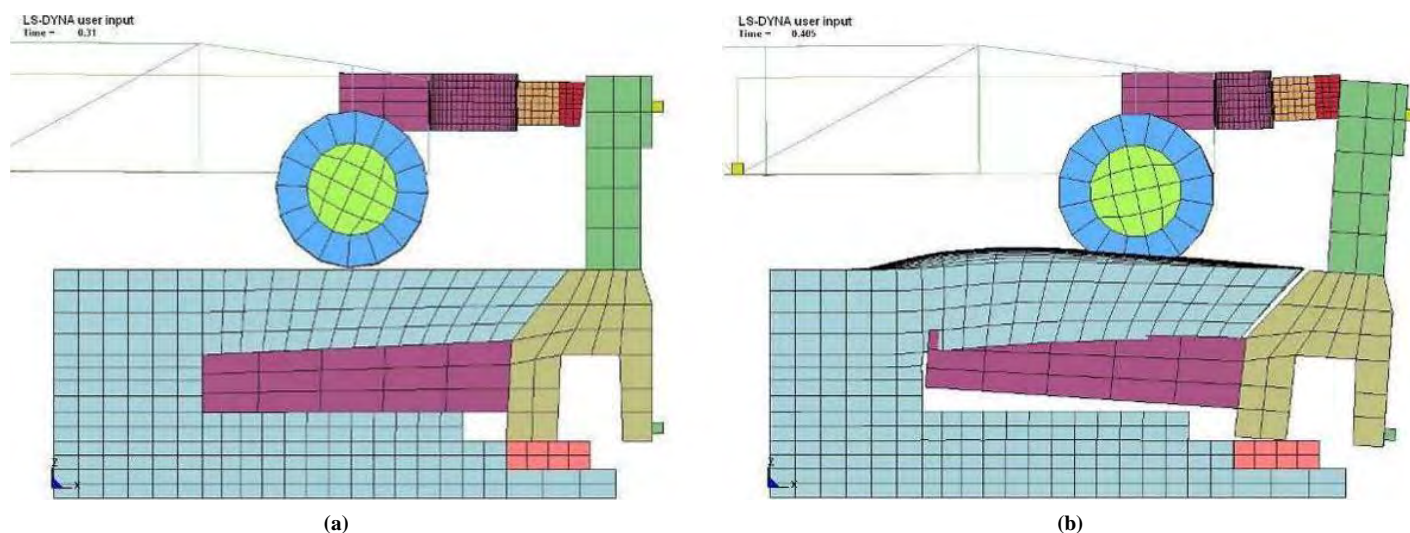 LS-DYNA user input
Time = 0.31
LS-DYNA user input
Time = 0.405
Z
X
Z
X
(a)
(b)